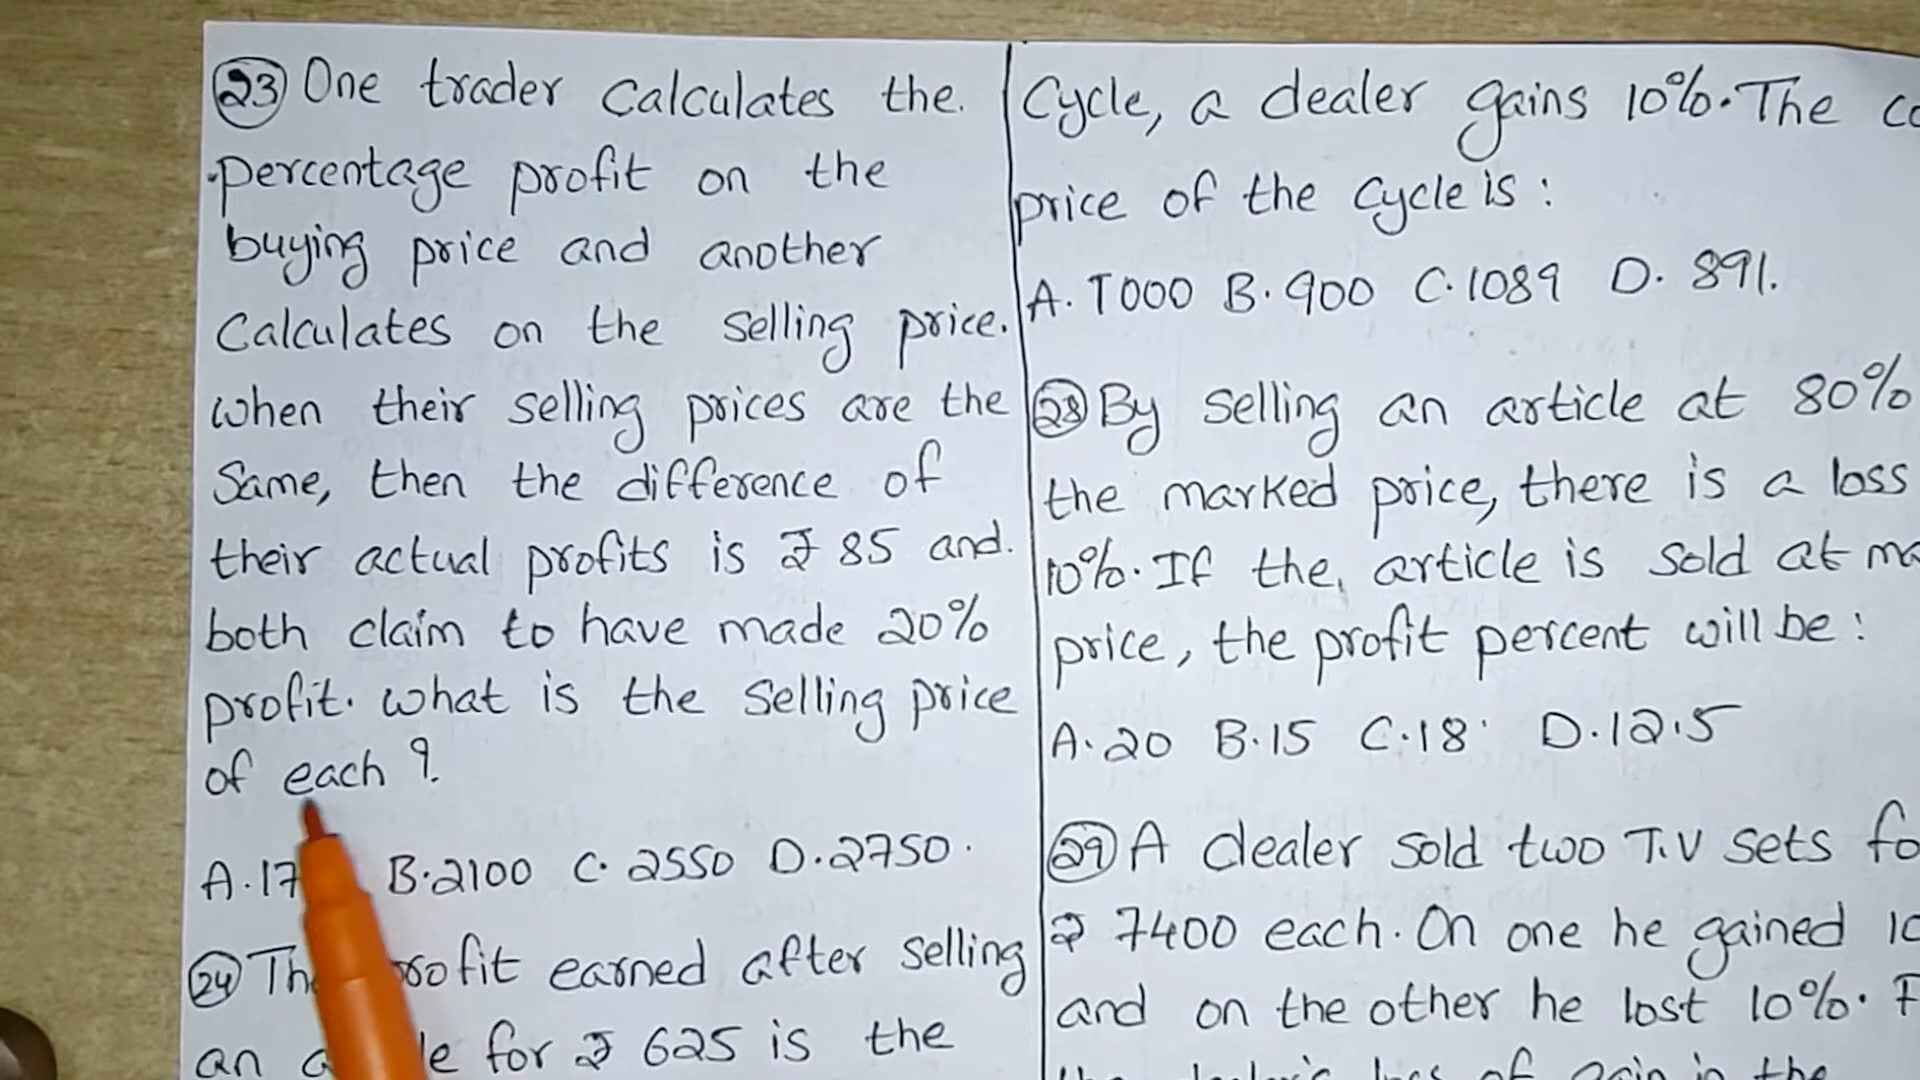 23 One trader calculates the.
percentage profit on the
buying price and another
Calculates on the selling price.
when their selling prices are the
Same, then the difference of
their actual profits is ₹ 85 and.
both claim to have made 20%
profit. what is the selling price
of each ?
A. B. 2100 C. 2550 D. 2750.
24 profit earned after selling
an for ₹ 625 is the
Cycle, a dealer gains 10%. The
price of the cycle is :
A. 1000 B. 900 C. 1089 D. 891.
28 By selling an article at 80%
the marked price, there is a loss
10%. If the, article is sold at
price, the profit percent will be :
A. 20 B. 15 C. 18 D. 12.5
29 A dealer sold two T.V sets
₹ 7400 each. On one he gained
and on the other he lost 10%.